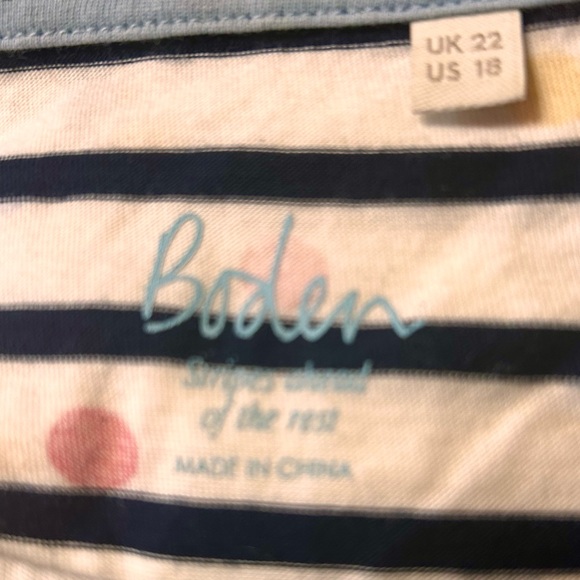 UK 22
US 18
Boden
Stripes ahead
of the rest
MADE IN CHINA